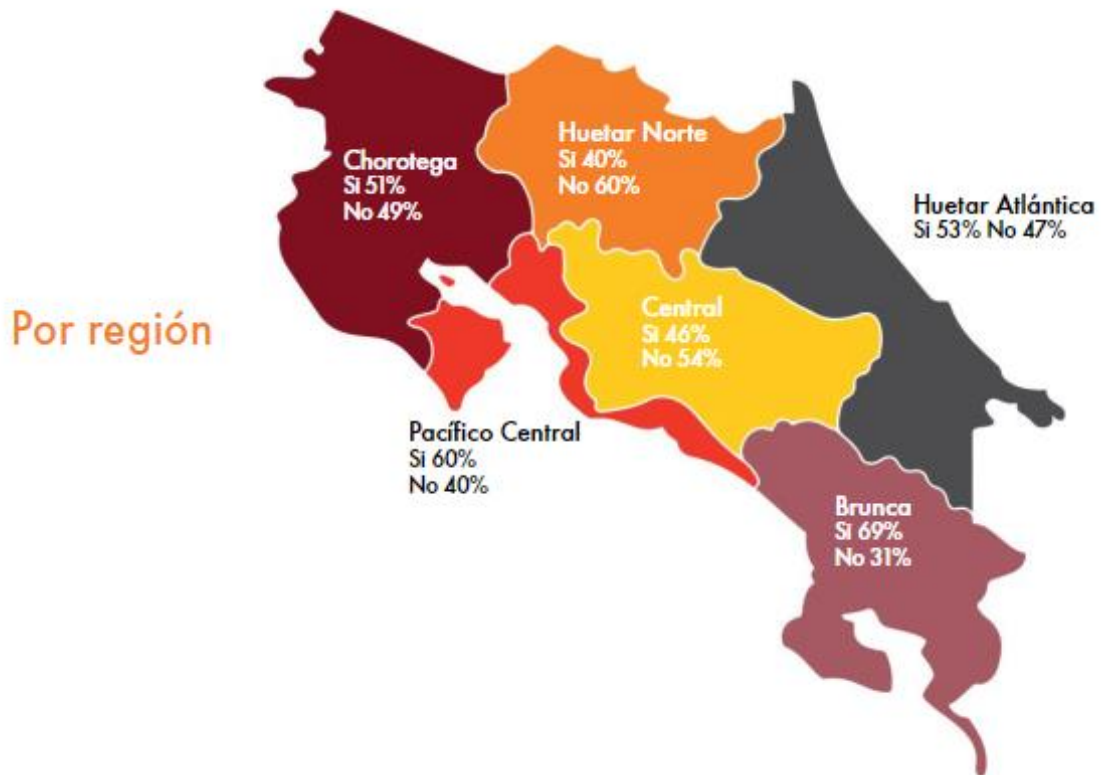 Por región
Chorotega
Si 51%
No 49%
Huetar Norte
Si 40%
No 60%
Huetar Atlántica
Si 53% No 47%
Central
Si 46%
No 54%
Pacífico Central
Si 60%
No 40%
Brunca
Si 69%
No 31%